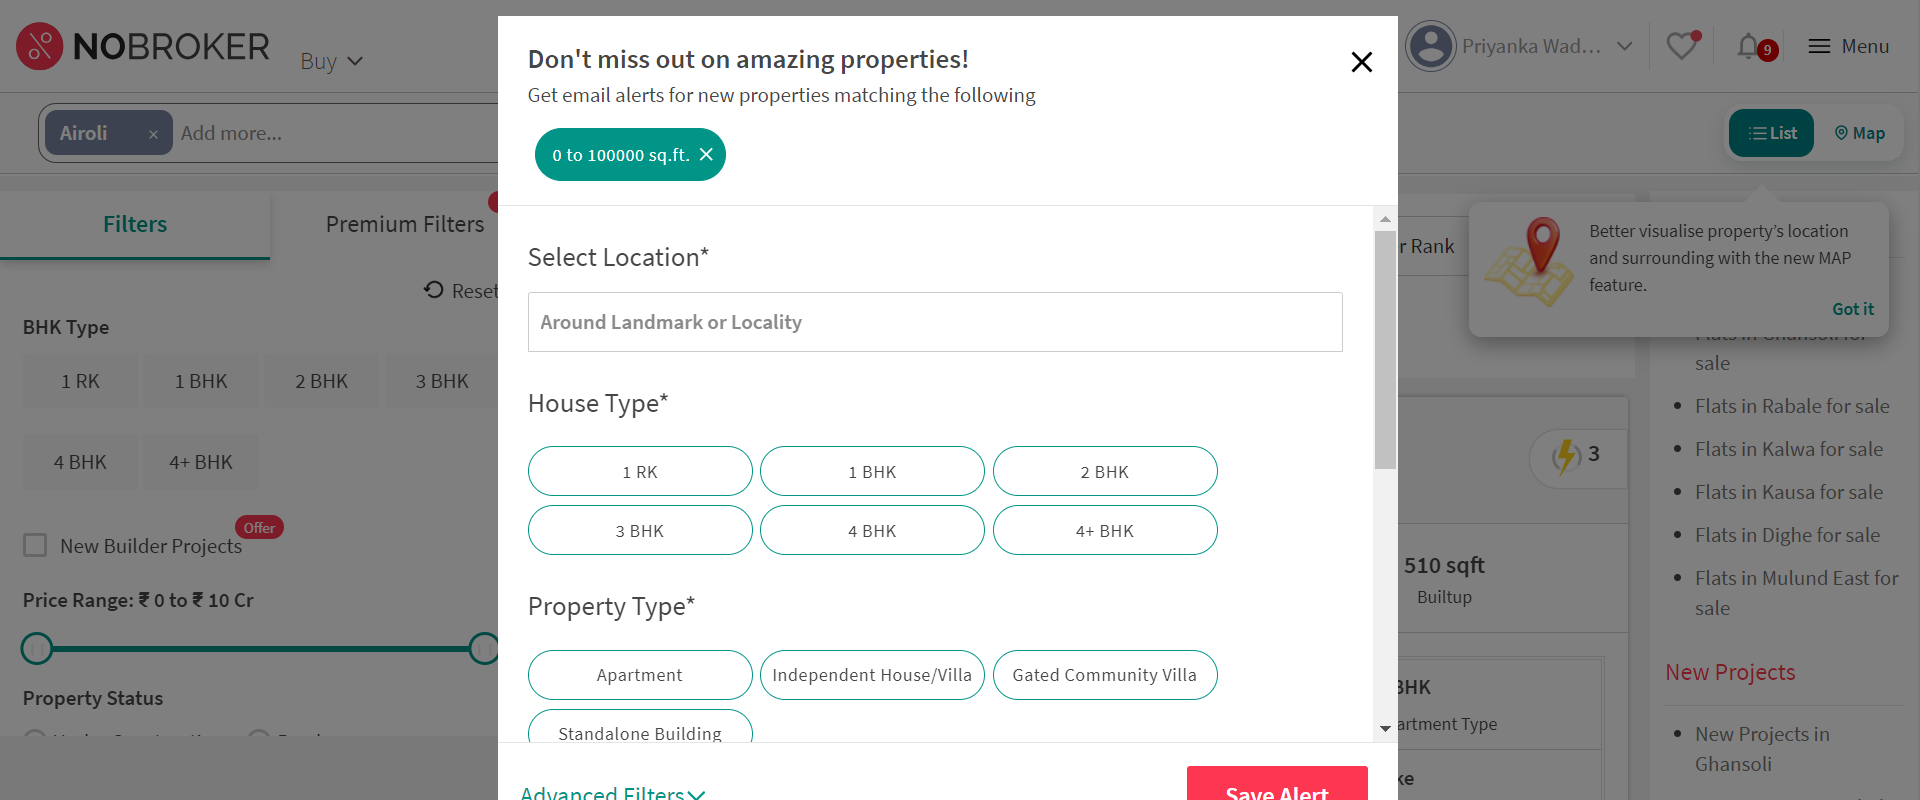 NOBROKER
Buy
Priyanka Wad...
9
Menu
Airoli ×
Add more...
List
Map
Filters
Premium Filters
Reset
BHK Type
1 RK
1 BHK
2 BHK
3 BHK
4 BHK
4+ BHK
New Builder Projects
Offer
Price Range: ₹ 0 to ₹ 10 Cr
Property Status
Don't miss out on amazing properties!
Get email alerts for new properties matching the following
0 to 100000 sq.ft.
Select Location*
Around Landmark or Locality
House Type*
1 RK
1 BHK
2 BHK
3 BHK
4 BHK
4+ BHK
Property Type*
Apartment
Independent House/Villa
Gated Community Villa
Standalone Building
Advanced Filters
Save Alert
r Rank
Better visualise property's location
and surrounding with the new MAP
feature.
Got it
3
510 sqft
Builtup
BHK
artment Type
ke
Flats in Ghansoli for
sale
Flats in Rabale for sale
Flats in Kalwa for sale
Flats in Kausa for sale
Flats in Dighe for sale
Flats in Mulund East for
sale
New Projects
New Projects in
Ghansoli